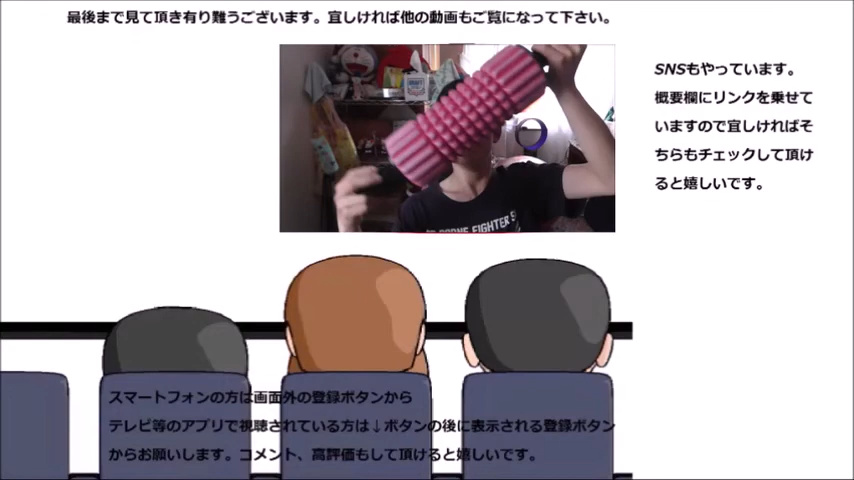 最後まで見て頂き有り難うございます。宜しければ他の動画もご覧になって下さい。
SNSもやっています。
概要欄にリンクを乗せて
いますので宜しければそ
ちらもチェックして頂け
ると嬉しいです。
FIGHTER
スマートフォンの方は画面外の登録ボタンから
テレビ等のアプリで視聴されている方は↓ボタンの後に表示される登録ボタン
からお願いします。コメント、高評価もして頂けると嬉しいです。